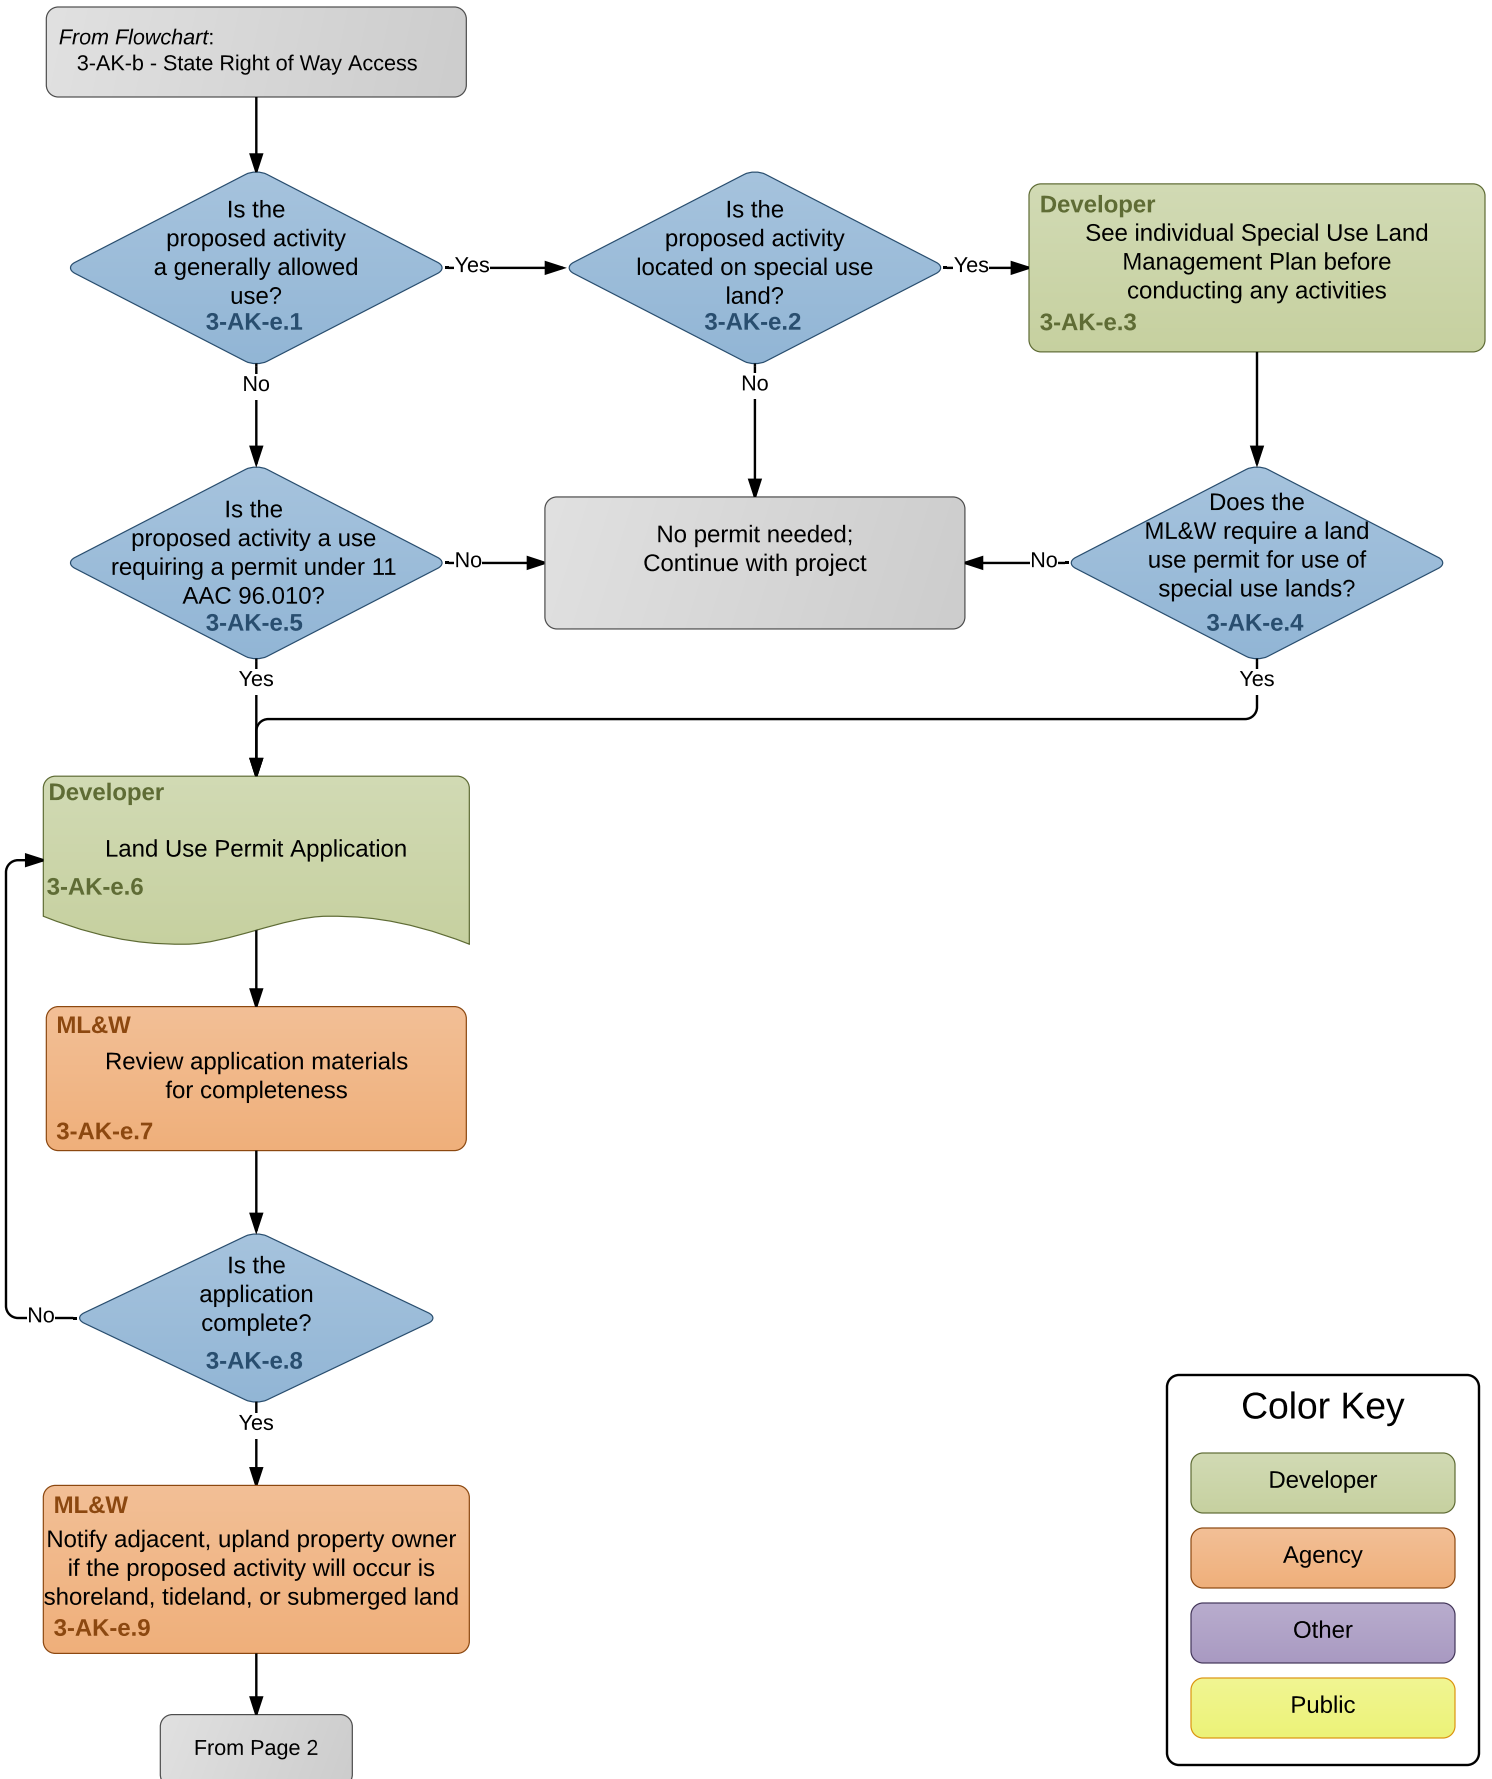 From Flowchart:
3-AK-b - State Right of Way Access
Is the
proposed activity
a generally allowed
use?
3-AK-e.1
Yes
Is the
proposed activity
located on special use
land?
3-AK-e.2
Yes
Developer
See individual Special Use Land
Management Plan before
conducting any activities
3-AK-e.3
No
No
Is the
proposed activity a use
requiring a permit under 11
AAC 96.010?
3-AK-e.5
No
No permit needed;
Continue with project
No
Does the
ML&W require a land
use permit for use of
special use lands?
3-AK-e.4
Yes
Yes
Developer
Land Use Permit Application
3-AK-e.6
ML&W
Review application materials
for completeness
3-AK-e.7
Is the
application
complete?
3-AK-e.8
No
Yes
ML&W
Notify adjacent, upland property owner
if the proposed activity will occur is
shoreland, tideland, or submerged land
3-AK-e.9
From Page 2
Color Key
Developer
Agency
Other
Public